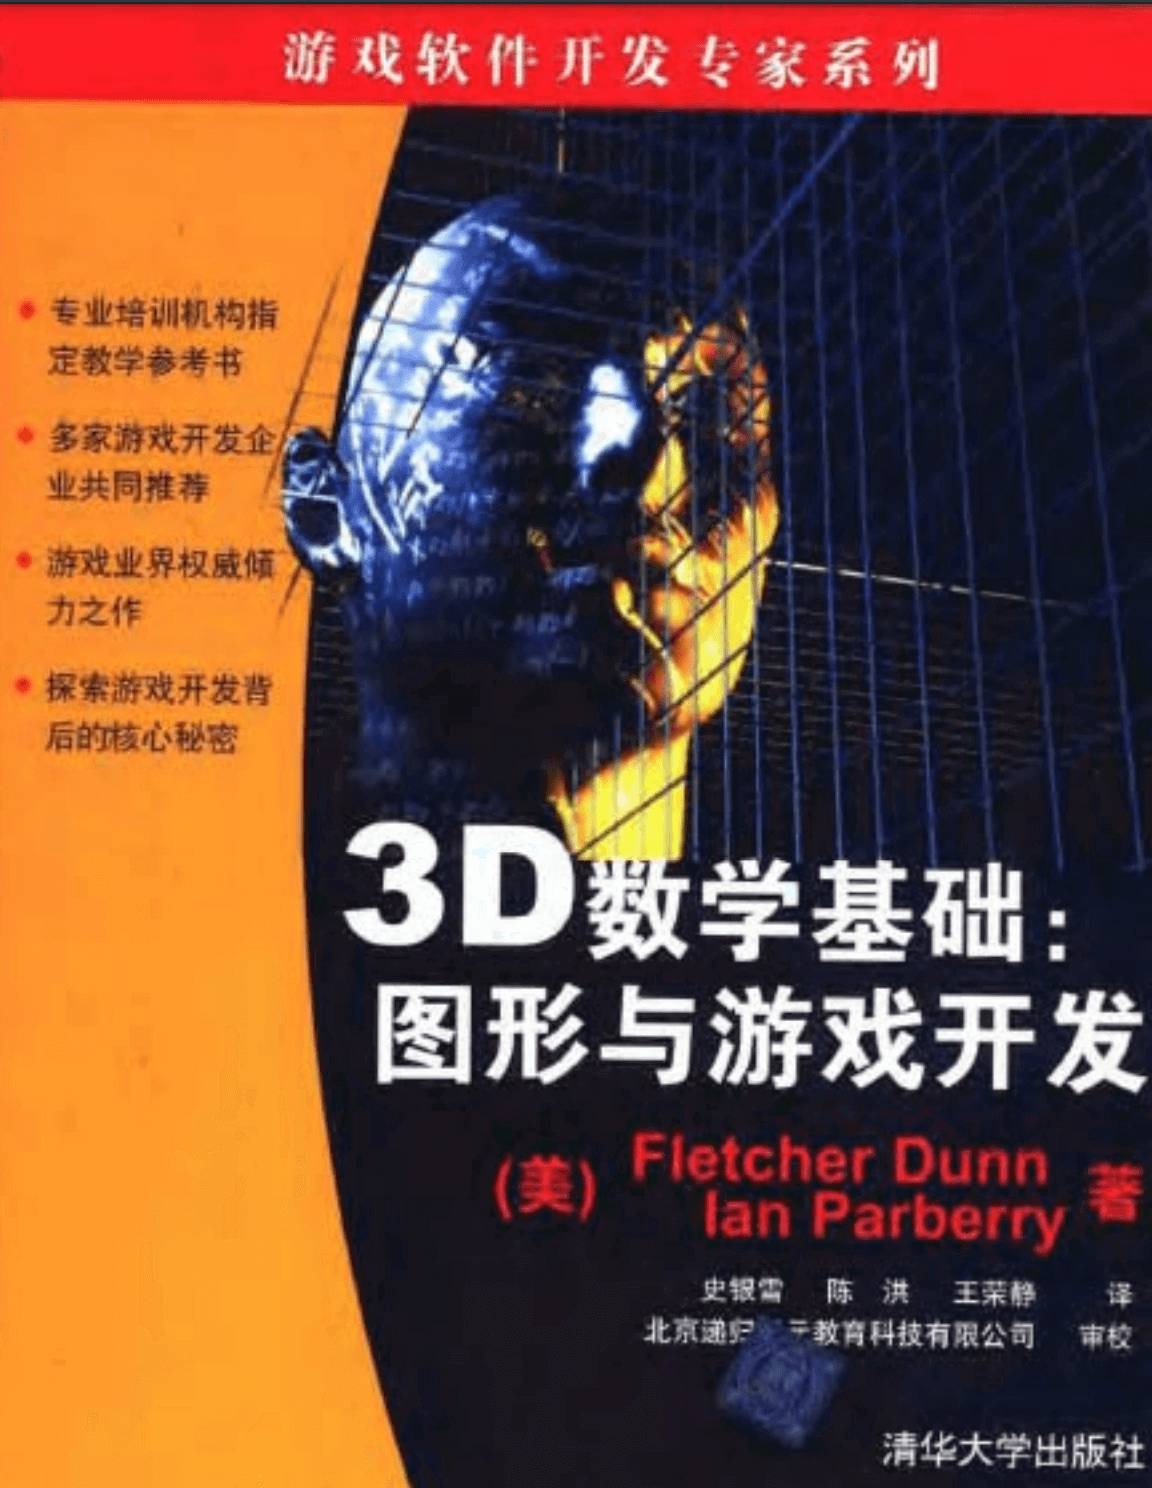 游戏软件开发专家系列
专业培训机构指
定教学参考书
多家游戏开发企
业共同推荐
游戏业界权威倾
力之作
探索游戏开发背
后的核心秘密
3D数学基础：
图形与游戏开发
(美) Fletcher Dunn
Ian Parberry 著
史银雪 陈 洪 王荣静 译
北京递归 元教育科技有限公司 审校
清华大学出版社